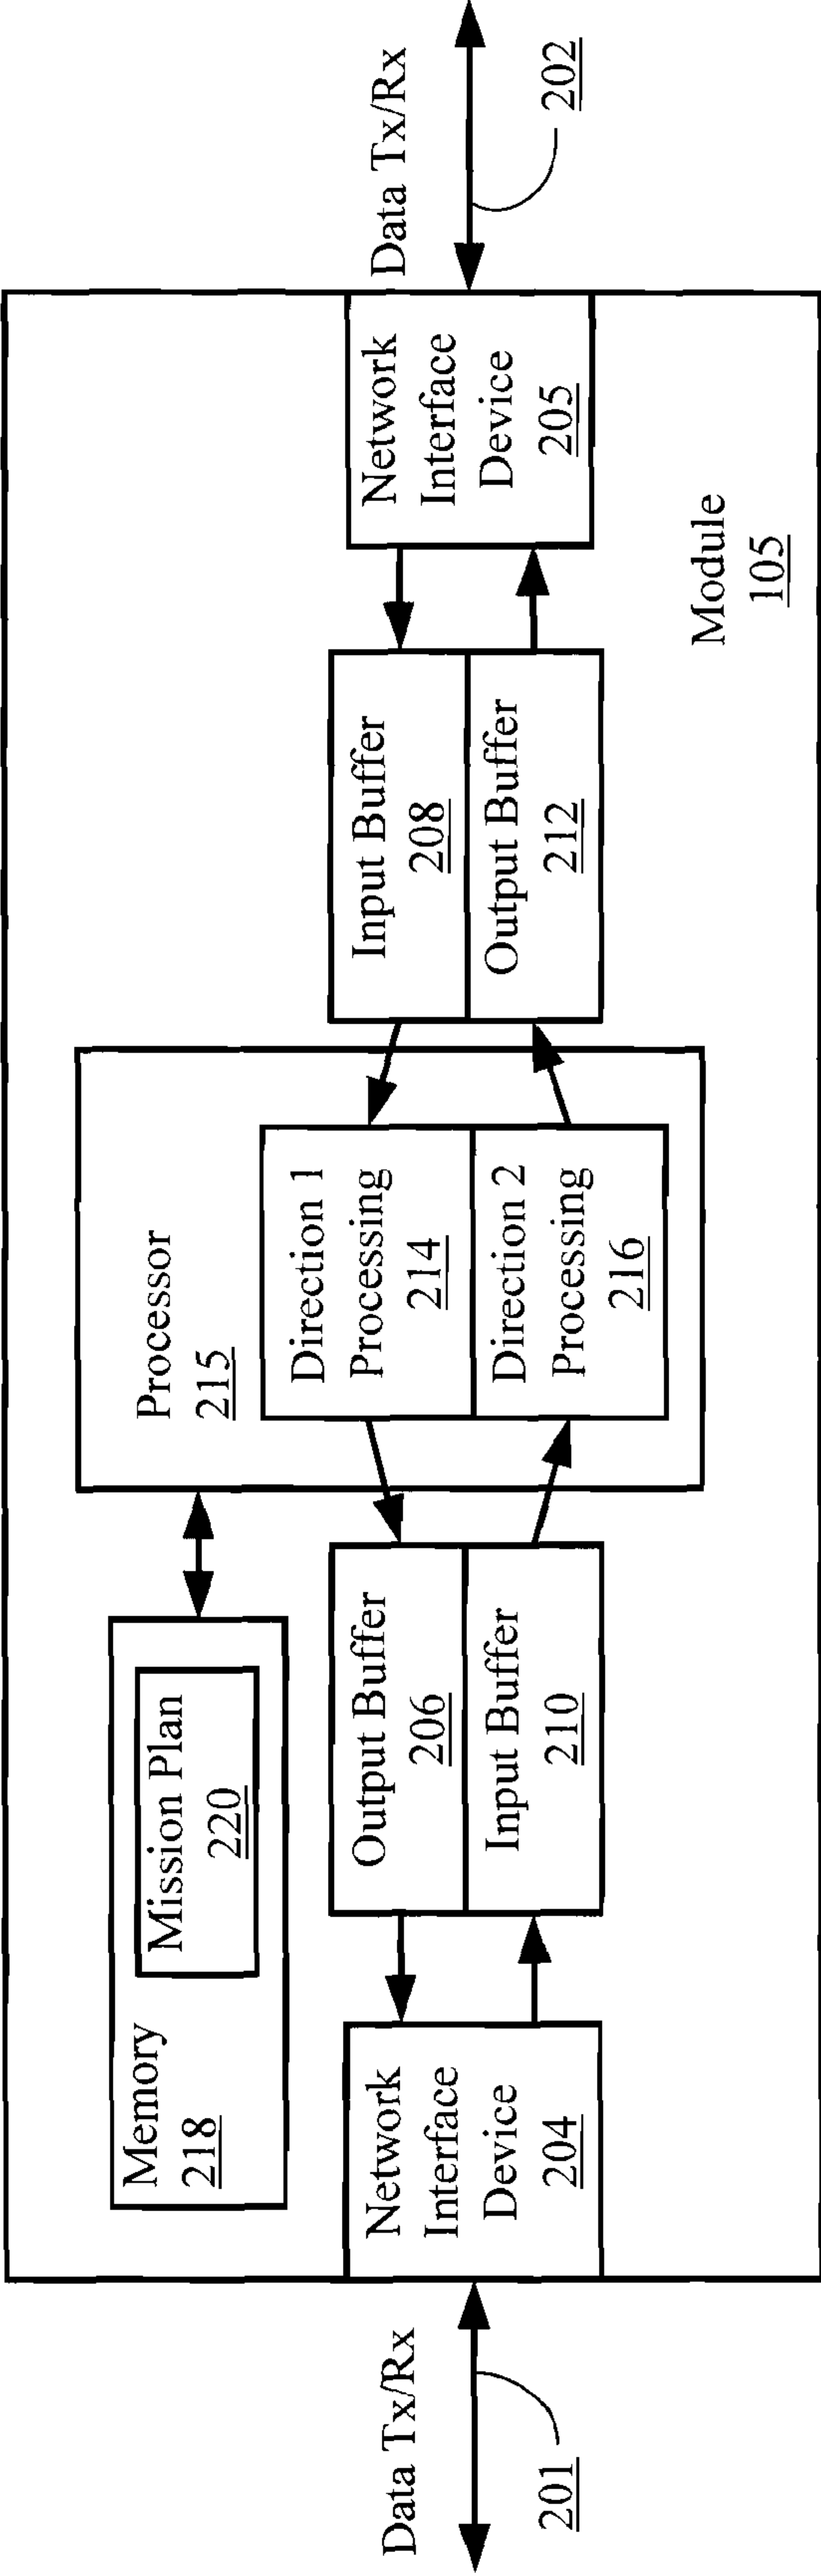 Memory
218
Mission Plan
220
Processor
215
Data Tx/Rx
201
Network
Interface
Device
204
Output Buffer
206
Input Buffer
210
Direction 1
Processing
214
Direction 2
Processing
216
Input Buffer
208
Output Buffer
212
Network
Interface
Device
205
Data Tx/Rx
202
Module
105